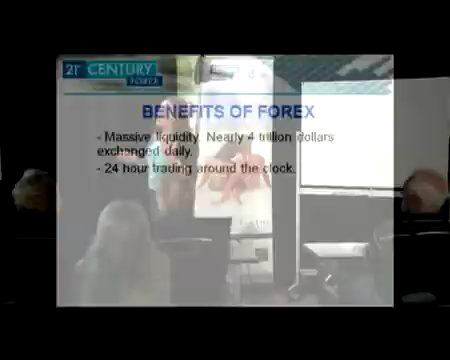 21st CENTURY
FOREX
BENEFITS OF FOREX
- Massive liquidity. Nearly 4 trillion dollars
exchanged daily.
- 24 hour trading around the clock.